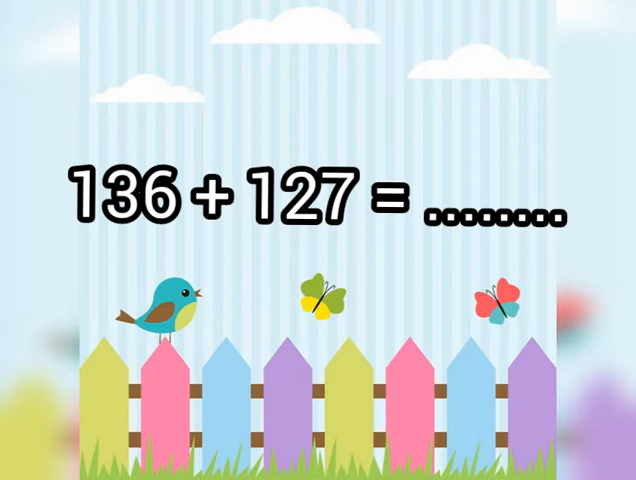 136 + 127 = ........